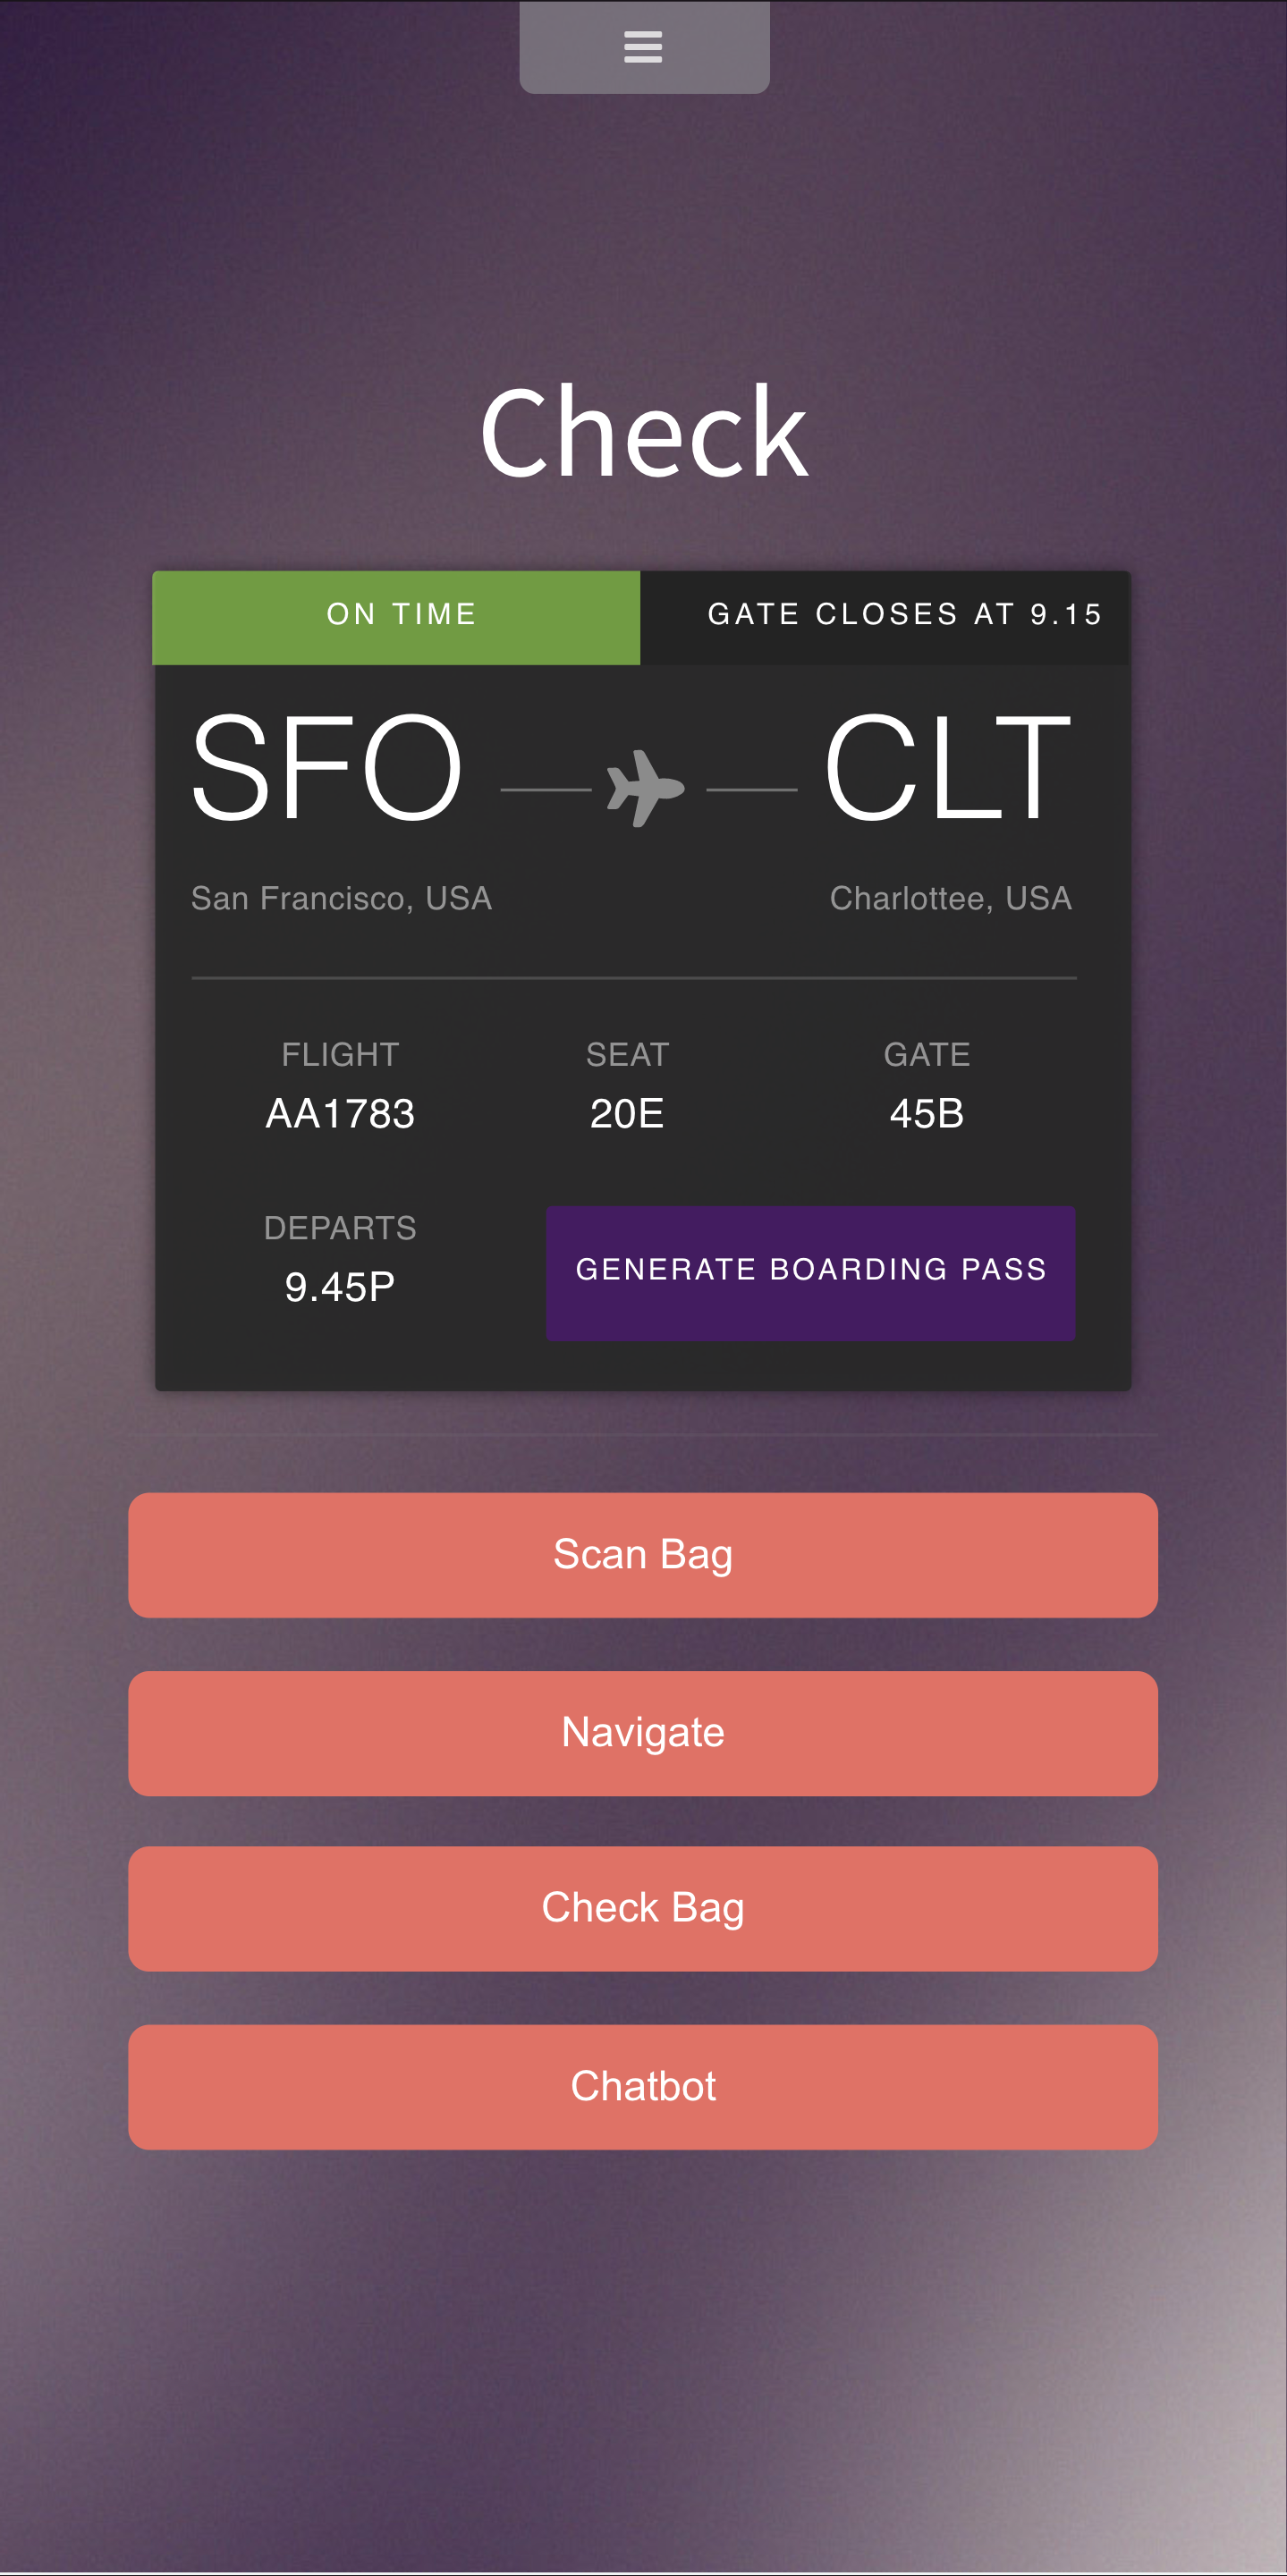 Check
ON TIME
GATE CLOSES AT 9.15
SFO
CLT
San Francisco, USA
Charlottee, USA
FLIGHT
SEAT
GATE
AA1783
20E
45B
DEPARTS
9.45P
GENERATE BOARDING PASS
Scan Bag
Navigate
Check Bag
Chatbot